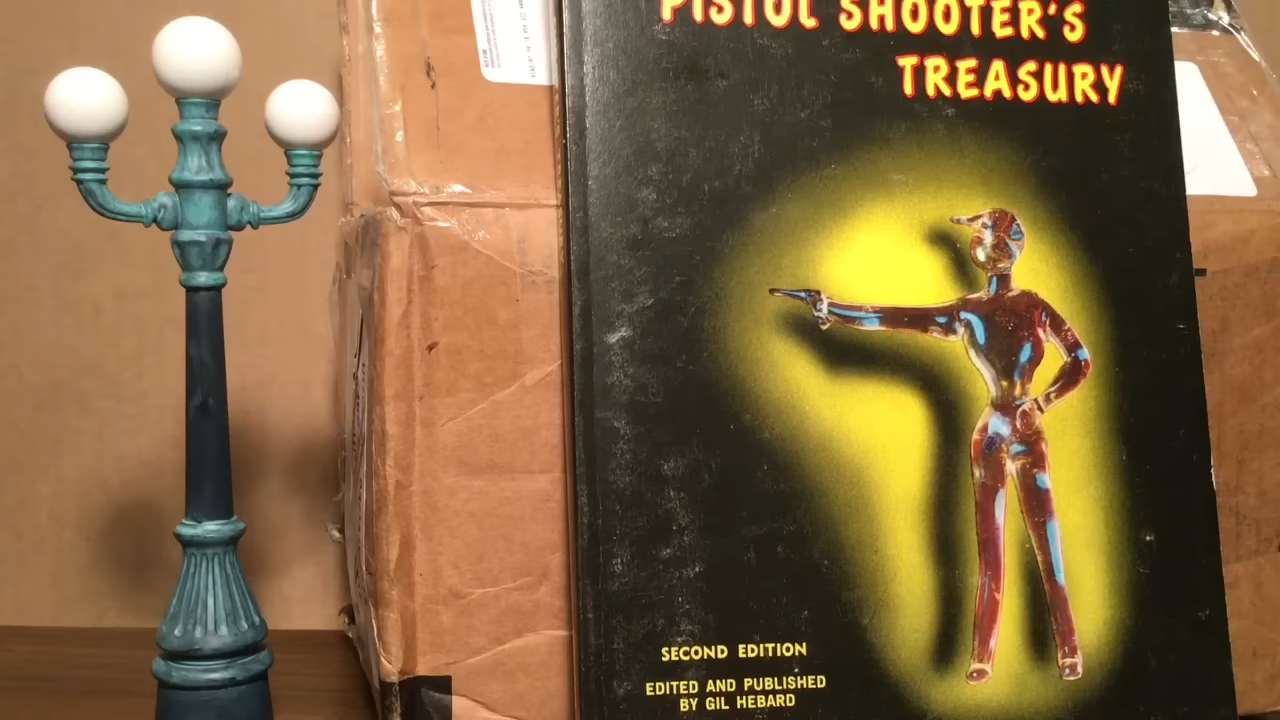 PISTOL SHOOTER'S
TREASURY
SECOND EDITION
EDITED AND PUBLISHED
BY GIL HEBARD